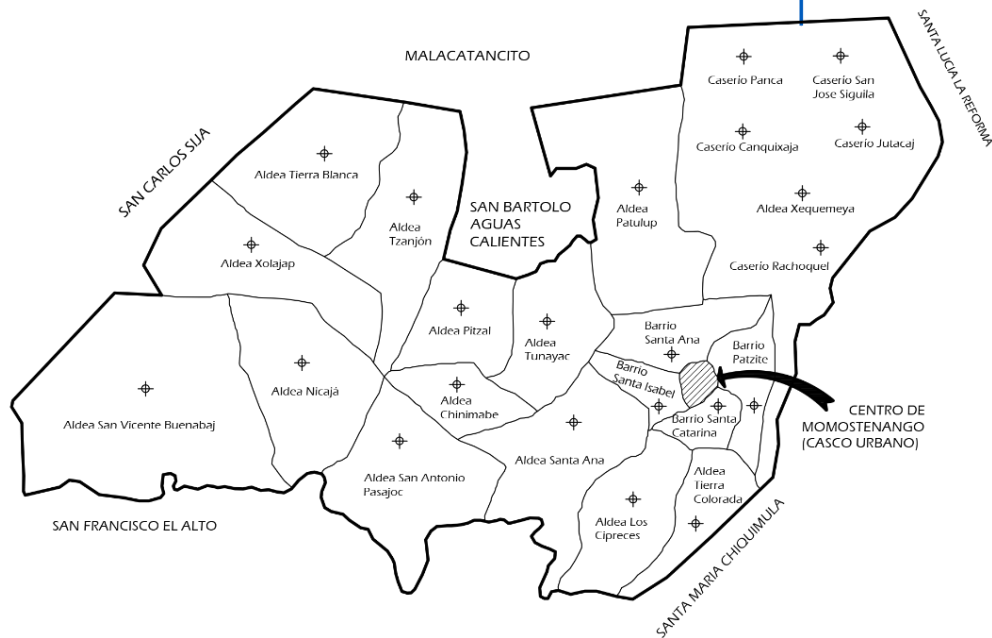 MALACATANCITO
SANTA LUCIA LA REFORMA
SAN CARLOS SIJA
SAN BARTOLO
AGUAS
CALIENTES
Caserío Panca
Caserío San
Jose Siguila
Caserío Canquixaja
Caserío Jutacaj
Aldea Tierra Blanca
Aldea
Tzanjón
Aldea
Patulup
Aldea Xequemeya
Aldea Xolajap
Caserío Rachoquel
Aldea Pitzal
Aldea
Tunayac
Barrio
Santa Ana
Barrio
Patzite
Barrio
Santa Isabel
Aldea Nicajá
Aldea
Chinimabe
Barrio Santa
Catarina
CENTRO DE
MOMOSTENANGO
(CASCO URBANO)
Aldea San Vicente Buenabaj
Aldea Santa Ana
Aldea San Antonio
Pasajoc
Aldea
Tierra
Colorada
Aldea Los
Cipreces
SAN FRANCISCO EL ALTO
SANTA MARIA CHIQUIMULA